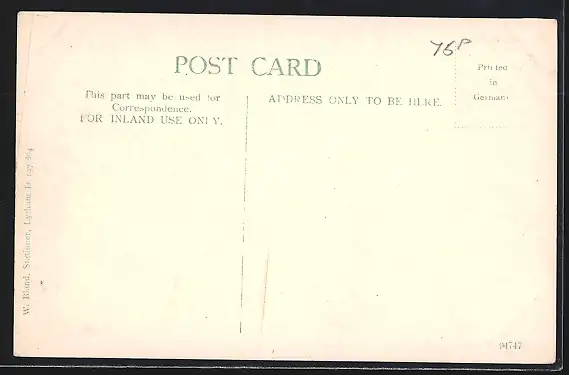 POST CARD
76P
Printed
in
Germany
This part may be used for
Correspondence.
FOR INLAND USE ONLY.
ADDRESS ONLY TO BE HERE.
W. Bland, Stationer, Lytham
94747